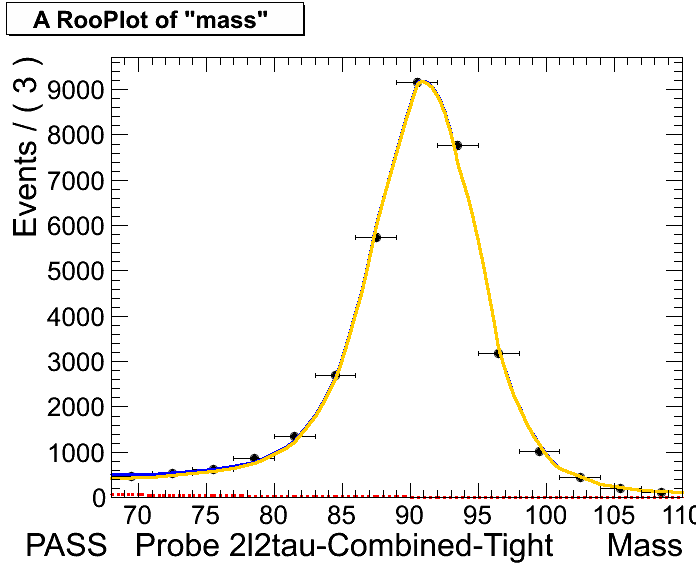 A RooPlot of "mass"
Events / ( 3 )
9000
8000
7000
6000
5000
4000
3000
2000
1000
0
70 75 80 85 90 95 100 105 110
PASS Probe 2l2tau-Combined-Tight Mass